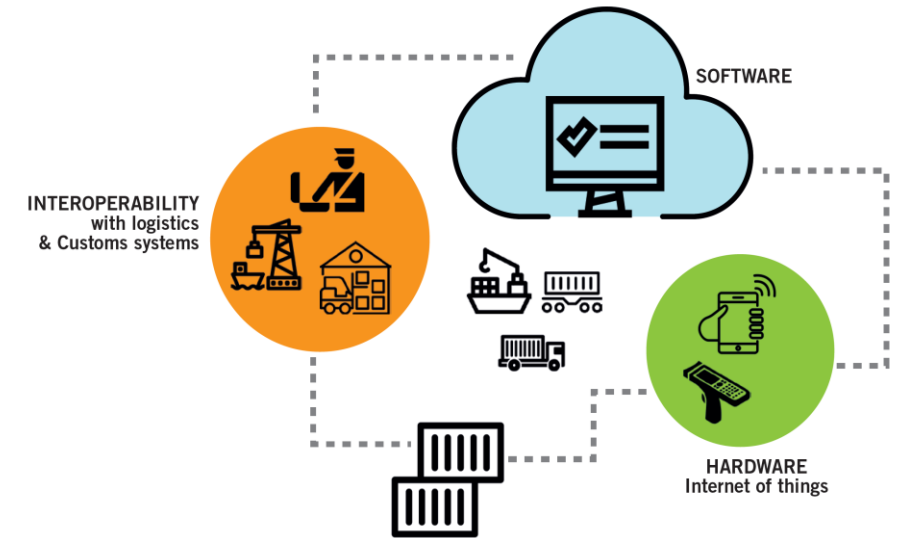 SOFTWARE
INTEROPERABILITY
with logistics
& Customs systems
HARDWARE
Internet of things